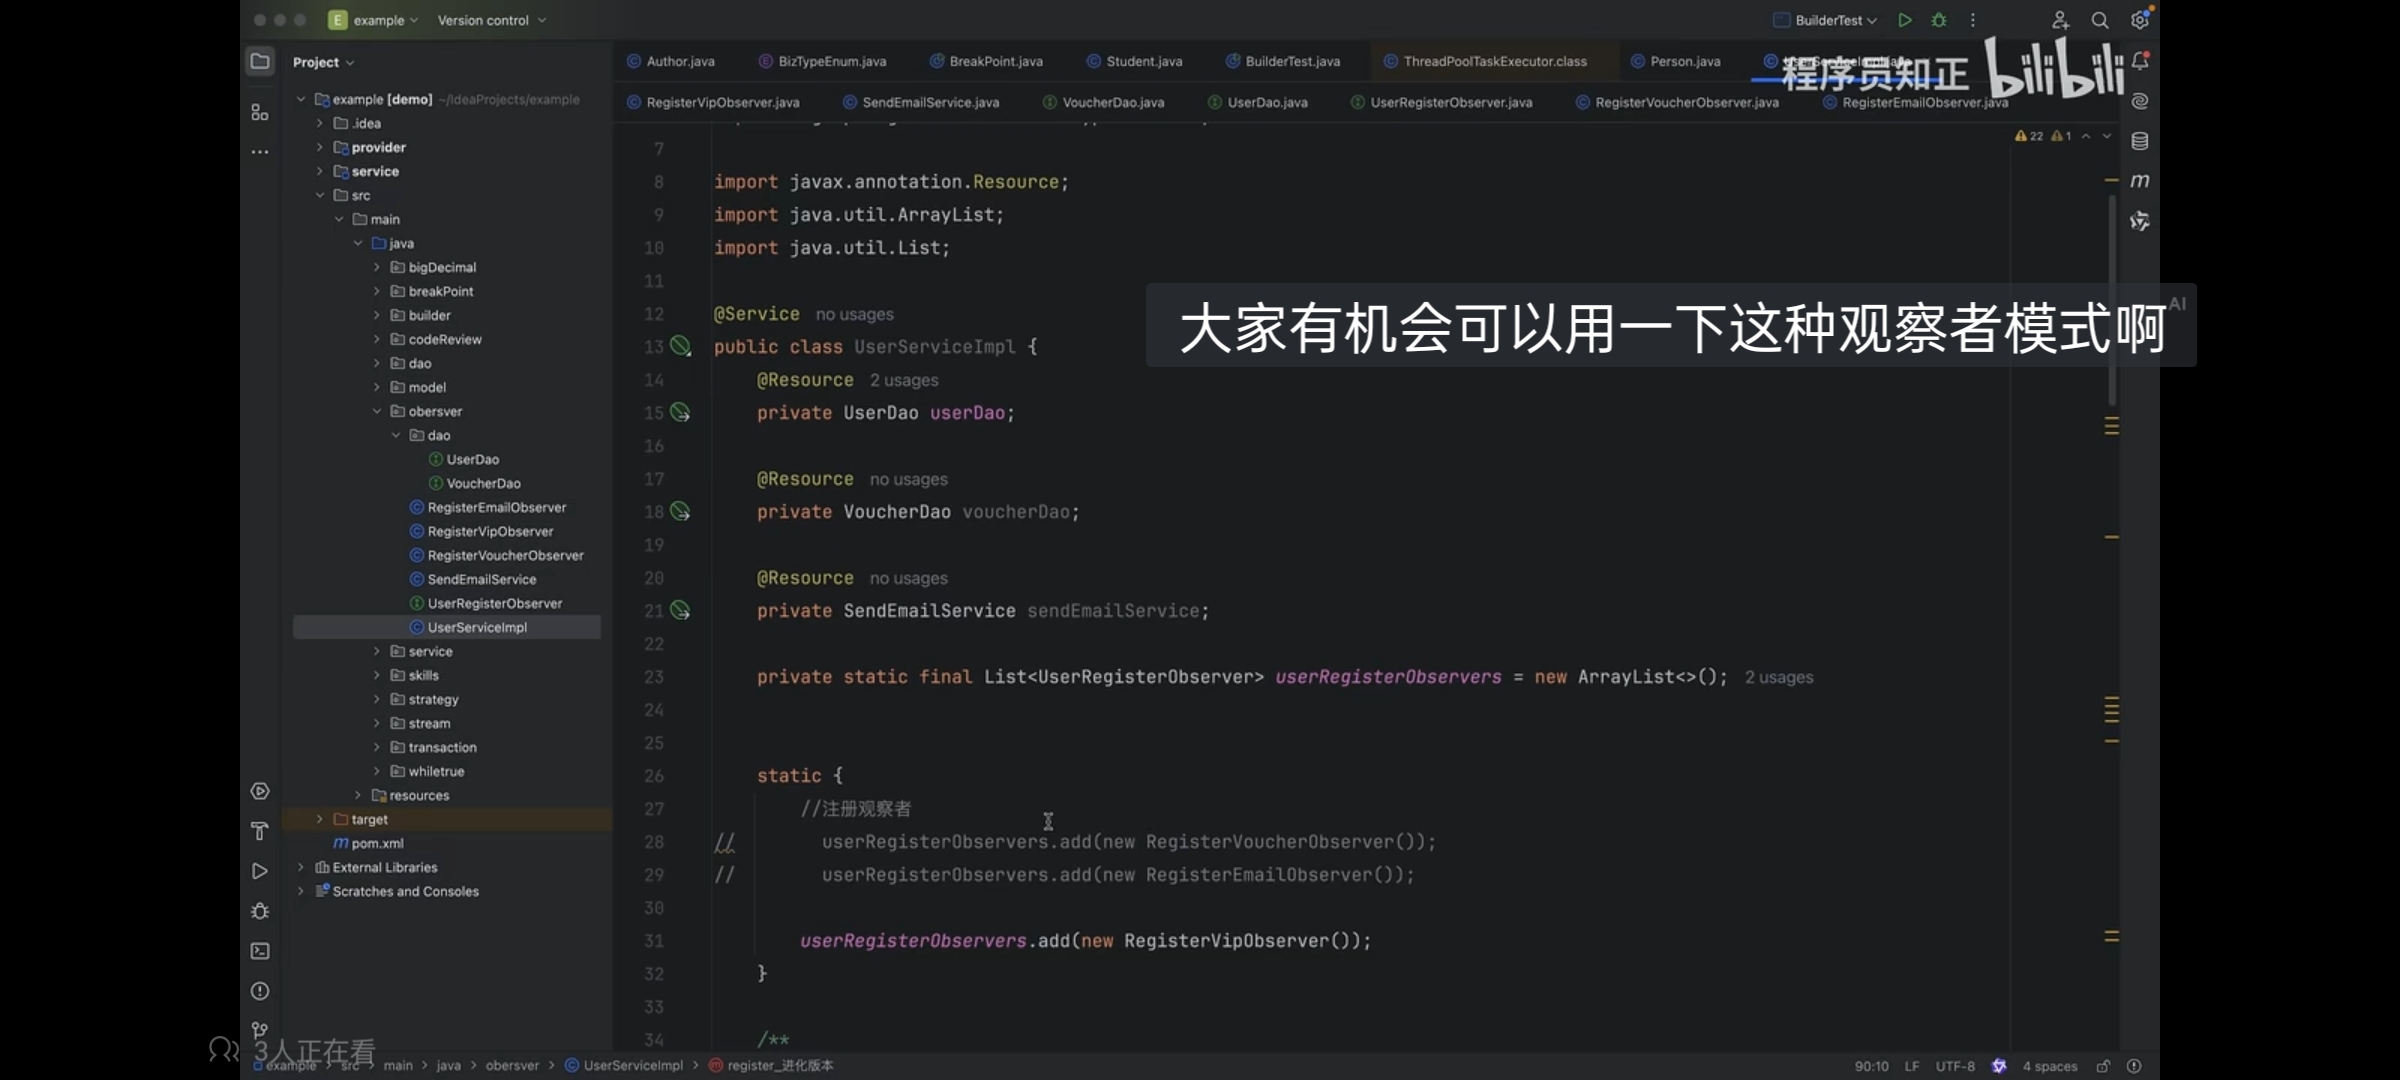 E example Version control BuilderTest
Project
example [demo] ~/IdeaProjects/example
.idea
provider
service
src
main
java
bigDecimal
breakPoint
builder
codeReview
dao
model
obersver
dao
UserDao
VoucherDao
RegisterEmailObserver
RegisterVipObserver
RegisterVoucherObserver
SendEmailService
UserRegisterObserver
UserServiceImpl
service
skills
strategy
stream
transaction
whiletrue
resources
target
pom.xml
External Libraries
Scratches and Consoles
Author.java BizTypeEnum.java BreakPoint.java Student.java BuilderTest.java ThreadPoolTaskExecutor.class Person.java
程序员知正 bilibili
RegisterVipObserver.java SendEmailService.java VoucherDao.java UserDao.java UserRegisterObserver.java RegisterVoucherObserver.java RegisterEmailObserver.java
22 1
7
8 import javax.annotation.Resource;
9 import java.util.ArrayList;
10 import java.util.List;
11
12 @Service no usages
13 public class UserServiceImpl {
14 @Resource 2 usages
15 private UserDao userDao;
16
17 @Resource no usages
18 private VoucherDao voucherDao;
19
20 @Resource no usages
21 private SendEmailService sendEmailService;
22
23 private static final List<UserRegisterObserver> userRegisterObservers = new ArrayList<>(); 2 usages
24
25
26 static {
27 //注册观察者
28 // userRegisterObservers.add(new RegisterVoucherObserver());
29 // userRegisterObservers.add(new RegisterEmailObserver());
30
31 userRegisterObservers.add(new RegisterVipObserver());
32 }
33
34 /**
大家有机会可以用一下这种观察者模式啊
AI
3人正在看
example > src > main > java > obersver > UserServiceImpl > register_进化版本
90:10 LF UTF-8 4 spaces